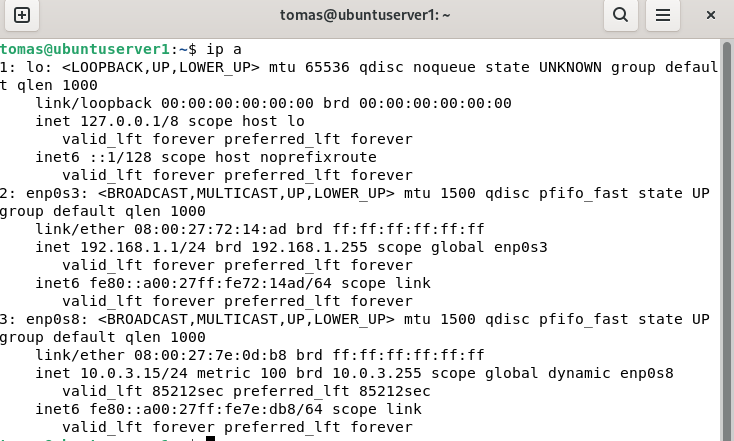 tomas@ubuntuserver1: ~
tomas@ubuntuserver1:~$ ip a
1: lo: <LOOPBACK,UP,LOWER_UP> mtu 65536 qdisc noqueue state UNKNOWN group defaul
t qlen 1000
    link/loopback 00:00:00:00:00:00 brd 00:00:00:00:00:00
    inet 127.0.0.1/8 scope host lo
       valid_lft forever preferred_lft forever
    inet6 ::1/128 scope host noprefixroute
       valid_lft forever preferred_lft forever
2: enp0s3: <BROADCAST,MULTICAST,UP,LOWER_UP> mtu 1500 qdisc pfifo_fast state UP
group default qlen 1000
    link/ether 08:00:27:72:14:ad brd ff:ff:ff:ff:ff:ff
    inet 192.168.1.1/24 brd 192.168.1.255 scope global enp0s3
       valid_lft forever preferred_lft forever
    inet6 fe80::a00:27ff:fe72:14ad/64 scope link
       valid_lft forever preferred_lft forever
3: enp0s8: <BROADCAST,MULTICAST,UP,LOWER_UP> mtu 1500 qdisc pfifo_fast state UP
group default qlen 1000
    link/ether 08:00:27:7e:0d:b8 brd ff:ff:ff:ff:ff:ff
    inet 10.0.3.15/24 metric 100 brd 10.0.3.255 scope global dynamic enp0s8
       valid_lft 85212sec preferred_lft 85212sec
    inet6 fe80::a00:27ff:fe7e:db8/64 scope link
       valid_lft forever preferred_lft forever